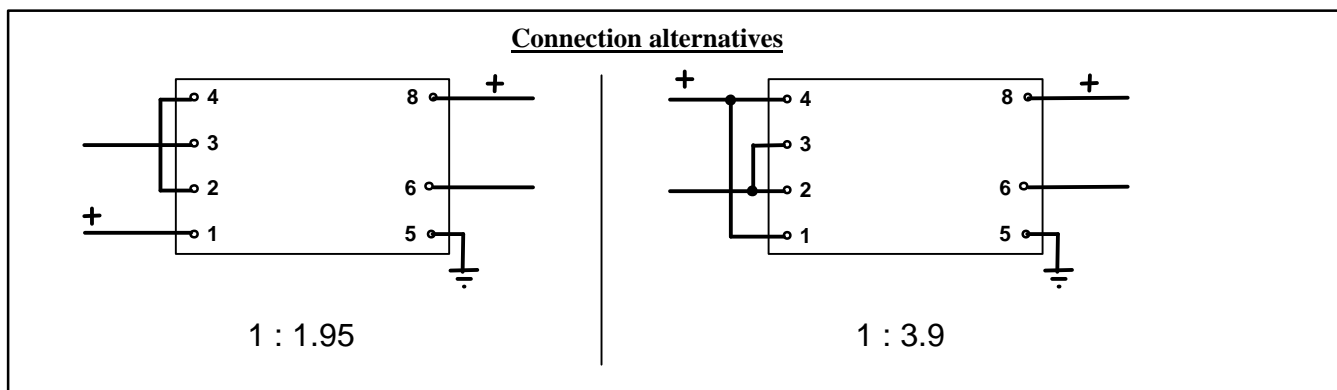 Connection alternatives
+ +
4 8 4 8
3 3
2 6 2 6
+
1 5 1 5
1 : 1.95 1 : 3.9